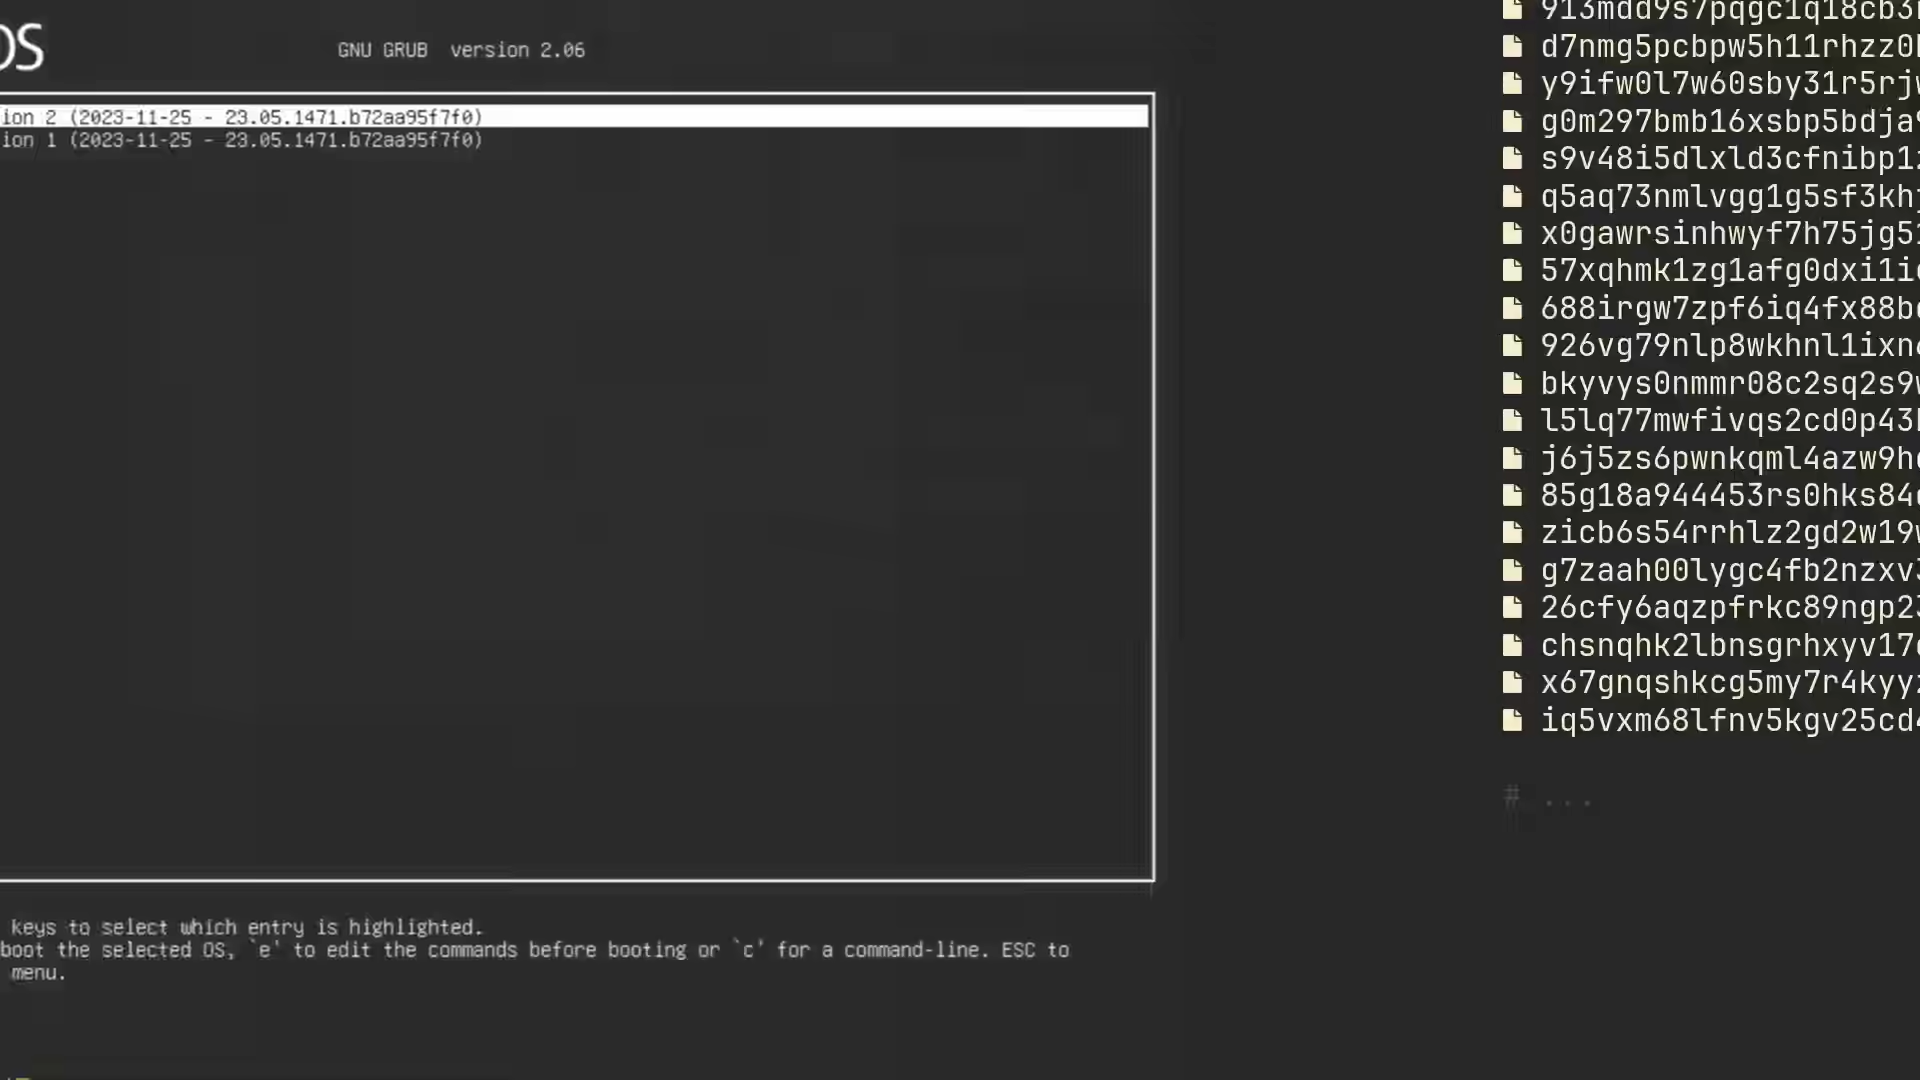 OS
GNU GRUB version 2.06
ion 2 (2023-11-25 - 23.05.1471.b72aa95f7f0)
ion 1 (2023-11-25 - 23.05.1471.b72aa95f7f0)
keys to select which entry is highlighted.
boot the selected OS, `e' to edit the commands before booting or `c' for a command-line. ESC to
menu.
913mdd9s7pqgc1q18cb3
d7nmg5pcbpw5h11rhzz0
y9ifw0l7w60sby31r5rj
g0m297bmb16xsbp5bdja
s9v48i5dlxld3cfnibp1
q5aq73nmlvgg1g5sf3kh
x0gawrsinhwyf7h75jg5
57xqhmk1zg1afg0dxi1i
688irgw7zpf6iq4fx88b
926vg79nlp8wkhnl1ixn
bkyvys0nmmr08c2sq2s9
l5lq77mwfivqs2cd0p43
j6j5zs6pwnkqml4azw9h
85g18a944453rs0hks84
zicb6s54rrhlz2gd2w19
g7zaah00lygc4fb2nzxv
26cfy6aqzpfrkc89ngp2
chsnqhk2lbnsgrhxyv17
x67gnqshkcg5my7r4kyy
iq5vxm68lfnv5kgv25cd
# ...